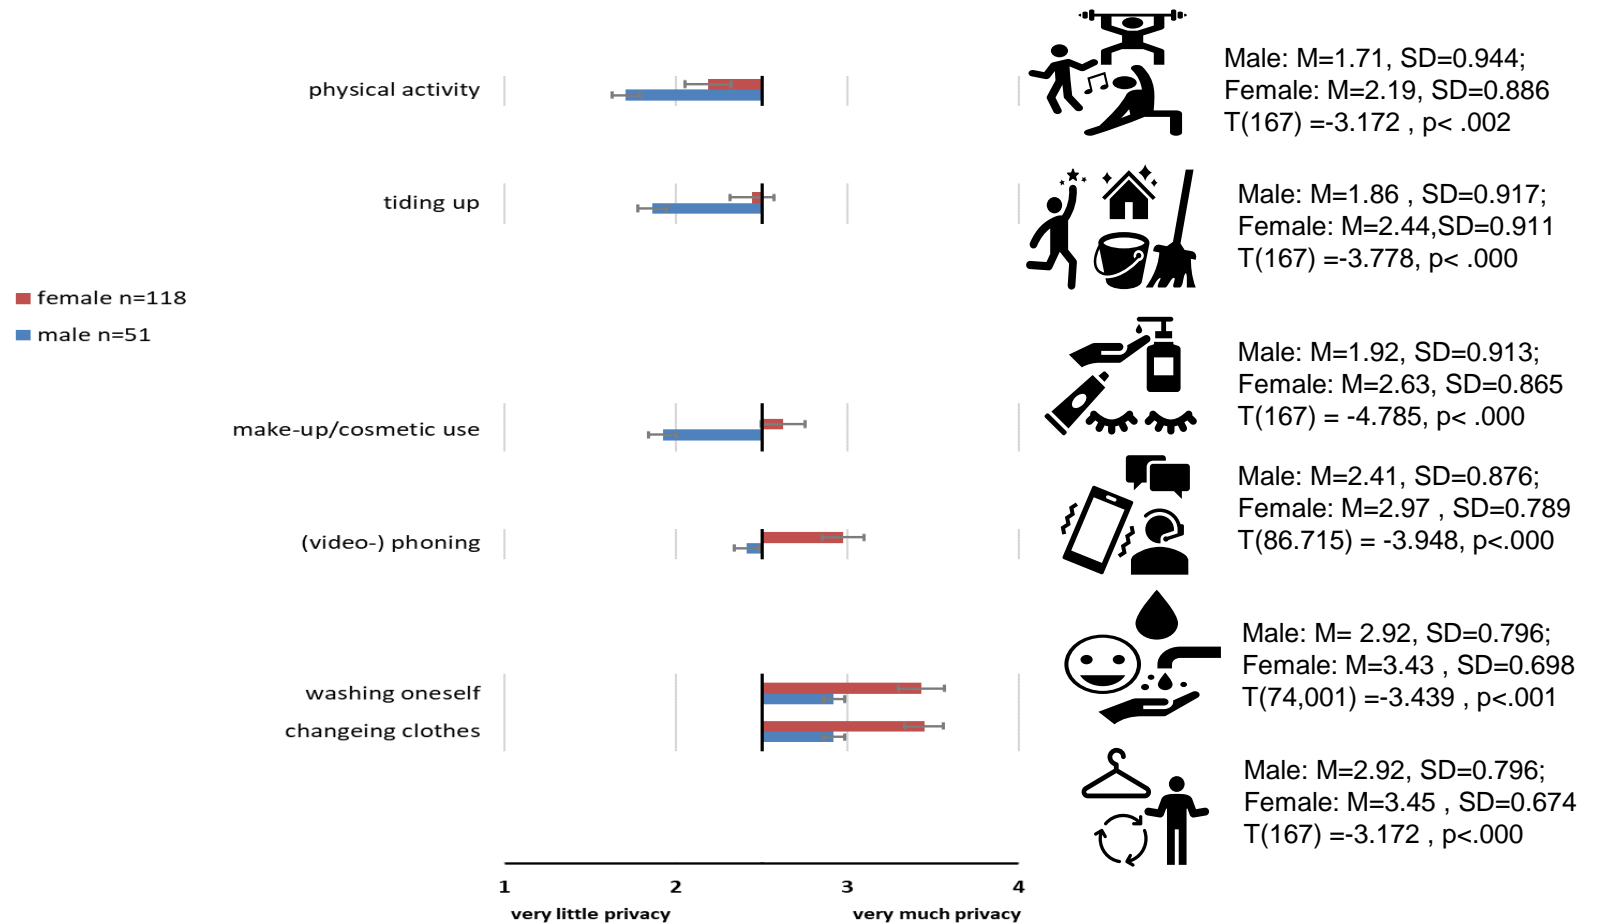 physical activity
Male: M=1.71, SD=0.944;
Female: M=2.19, SD=0.886
T(167) =-3.172 , p< .002
tiding up
Male: M=1.86 , SD=0.917;
Female: M=2.44,SD=0.911
T(167) =-3.778, p< .000
female n=118
male n=51
make-up/cosmetic use
Male: M=1.92, SD=0.913;
Female: M=2.63, SD=0.865
T(167) = -4.785, p< .000
(video-) phoning
Male: M=2.41, SD=0.876;
Female: M=2.97 , SD=0.789
T(86.715) = -3.948, p<.000
washing oneself
Male: M= 2.92, SD=0.796;
Female: M=3.43 , SD=0.698
T(74,001) =-3.439 , p<.001
changeing clothes
Male: M=2.92, SD=0.796;
Female: M=3.45 , SD=0.674
T(167) =-3.172 , p<.000
1 2 3 4
very little privacy very much privacy